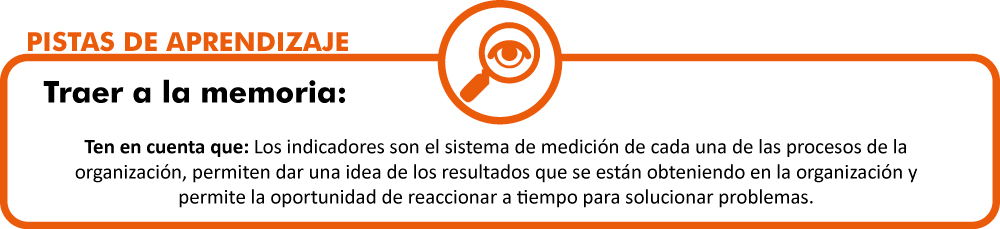 PISTAS DE APRENDIZAJE
Traer a la memoria:
Ten en cuenta que: Los indicadores son el sistema de medición de cada una de las procesos de la
organización, permiten dar una idea de los resultados que se están obteniendo en la organización y
permite la oportunidad de reaccionar a tiempo para solucionar problemas.